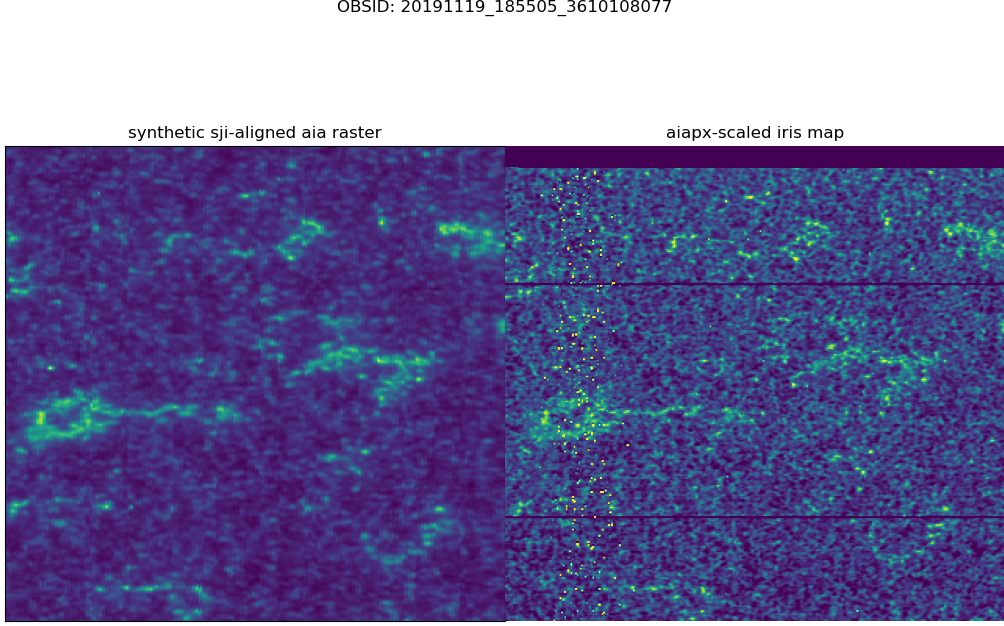 OBSID: 20191119_185505_3610108077
synthetic sji-aligned aia raster
aiapx-scaled iris map